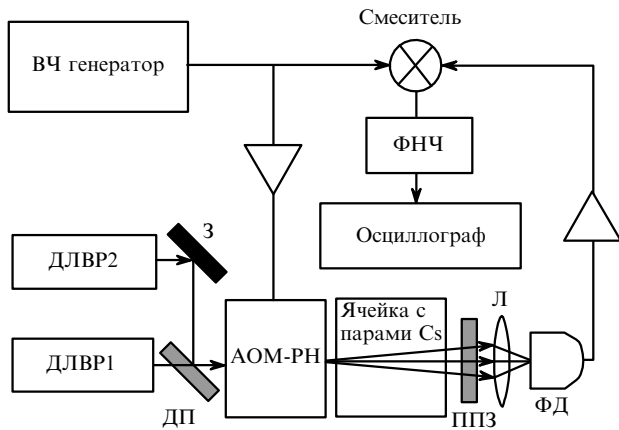 Смеситель
ВЧ генератор
ФНЧ
Осциллограф
З
ДЛВР2
ДЛВР1
ДП
АОМ-РН
Ячейка с
парами Cs
Л
ППЗ
ФД